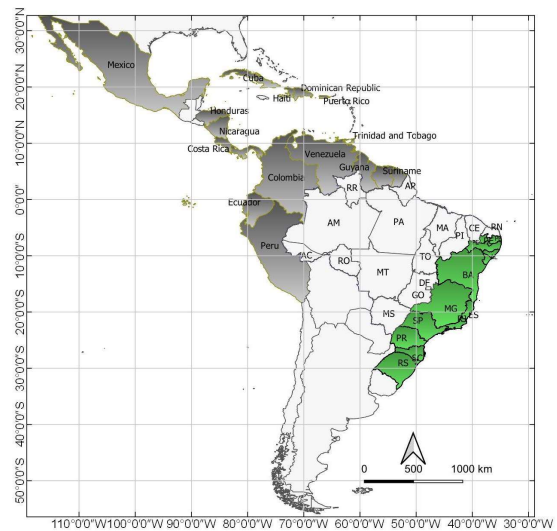 30°0'0"N
20°0'0"N
10°0'0"N
0°0'0"
10°0'0"S
20°0'0"S
30°0'0"S
40°0'0"S
50°0'0"S
Mexico
Cuba
Dominican Republic
Haiti
Puerto Rico
Honduras
Nicaragua
Costa Rica
Trinidad and Tobago
Venezuela
Guyana
Suriname
Colombia
RR
AP
Ecuador
AM
PA
MA
CE
RN
PI
Peru
AC
RO
TO
BA
MT
DF
GO
MG
ES
MS
SP
PR
SC
RS
0 500 1000 km
110°0'0"W 100°0'0"W 90°0'0"W 80°0'0"W 70°0'0"W 60°0'0"W 50°0'0"W 40°0'0"W 30°0'0"W